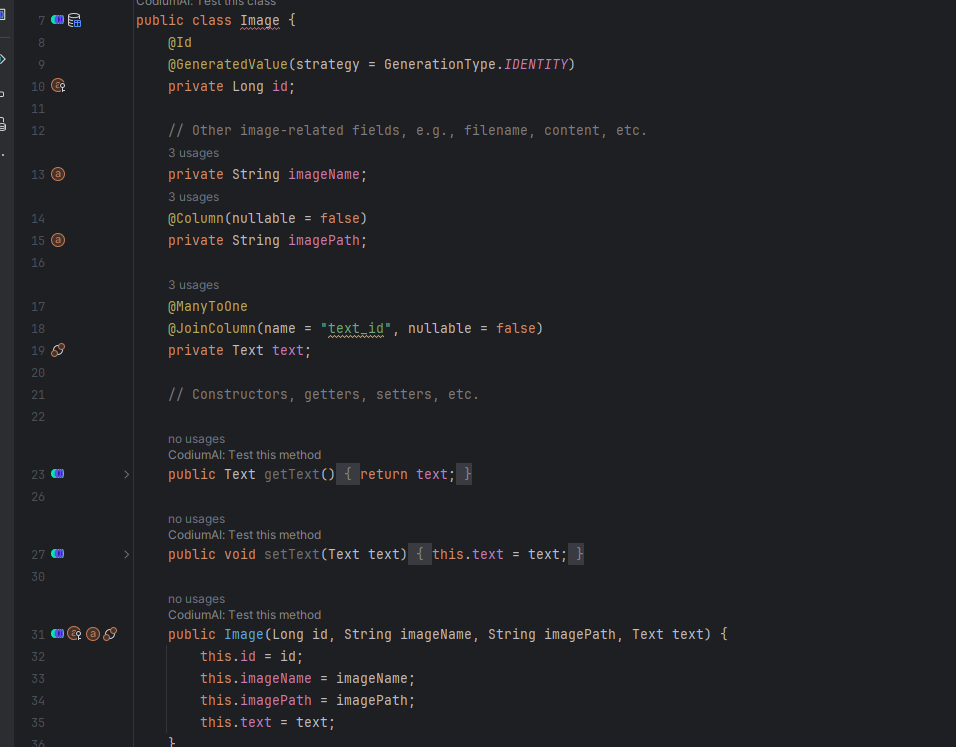 CodiumAI: Test this class
7 public class Image {
8 @Id
9 @GeneratedValue(strategy = GenerationType.IDENTITY)
10 private Long id;
11
12 // Other image-related fields, e.g., filename, content, etc.
3 usages
13 private String imageName;
3 usages
14 @Column(nullable = false)
15 private String imagePath;
16
3 usages
17 @ManyToOne
18 @JoinColumn(name = "text_id", nullable = false)
19 private Text text;
20
21 // Constructors, getters, setters, etc.
22
no usages
CodiumAI: Test this method
23 public Text getText() { return text; }
26
no usages
CodiumAI: Test this method
27 public void setText(Text text) { this.text = text; }
30
no usages
CodiumAI: Test this method
31 public Image(Long id, String imageName, String imagePath, Text text) {
32 this.id = id;
33 this.imageName = imageName;
34 this.imagePath = imagePath;
35 this.text = text;
36 }